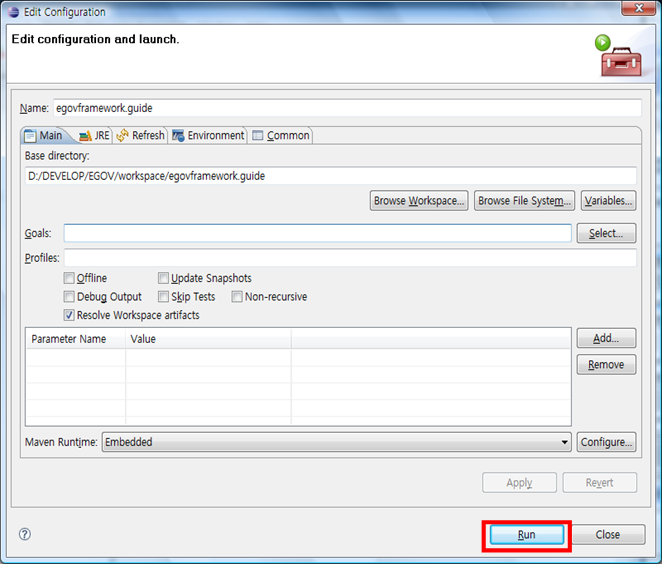 Edit Configuration
Edit configuration and launch.
Name: egovframework.guide
Main JRE Refresh Environment Common
Base directory:
D:/DEVELOP/EGOV/workspace/egovframework.guide
Browse Workspace... Browse File System... Variables...
Goals: Select...
Profiles:
Offline Update Snapshots
Debug Output Skip Tests Non-recursive
Resolve Workspace artifacts
Parameter Name Value Add...
Remove
Maven Runtime: Embedded Configure...
Apply Revert
? Run Close